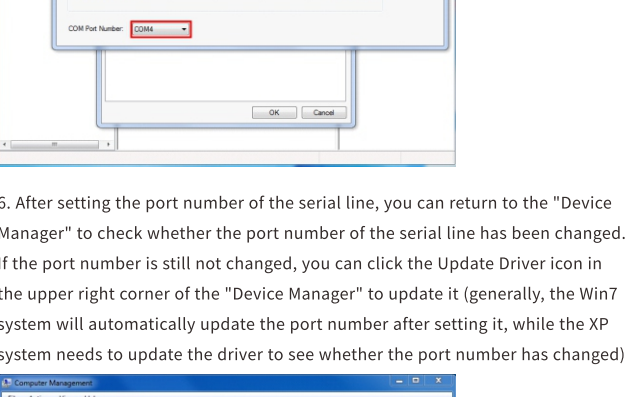 COM Port Number: COM4
OK Cancel
6. After setting the port number of the serial line, you can return to the "Device
Manager" to check whether the port number of the serial line has been changed.
If the port number is still not changed, you can click the Update Driver icon in
the upper right corner of the "Device Manager" to update it (generally, the Win7
system will automatically update the port number after setting it, while the XP
system needs to update the driver to see whether the port number has changed)
Computer Management